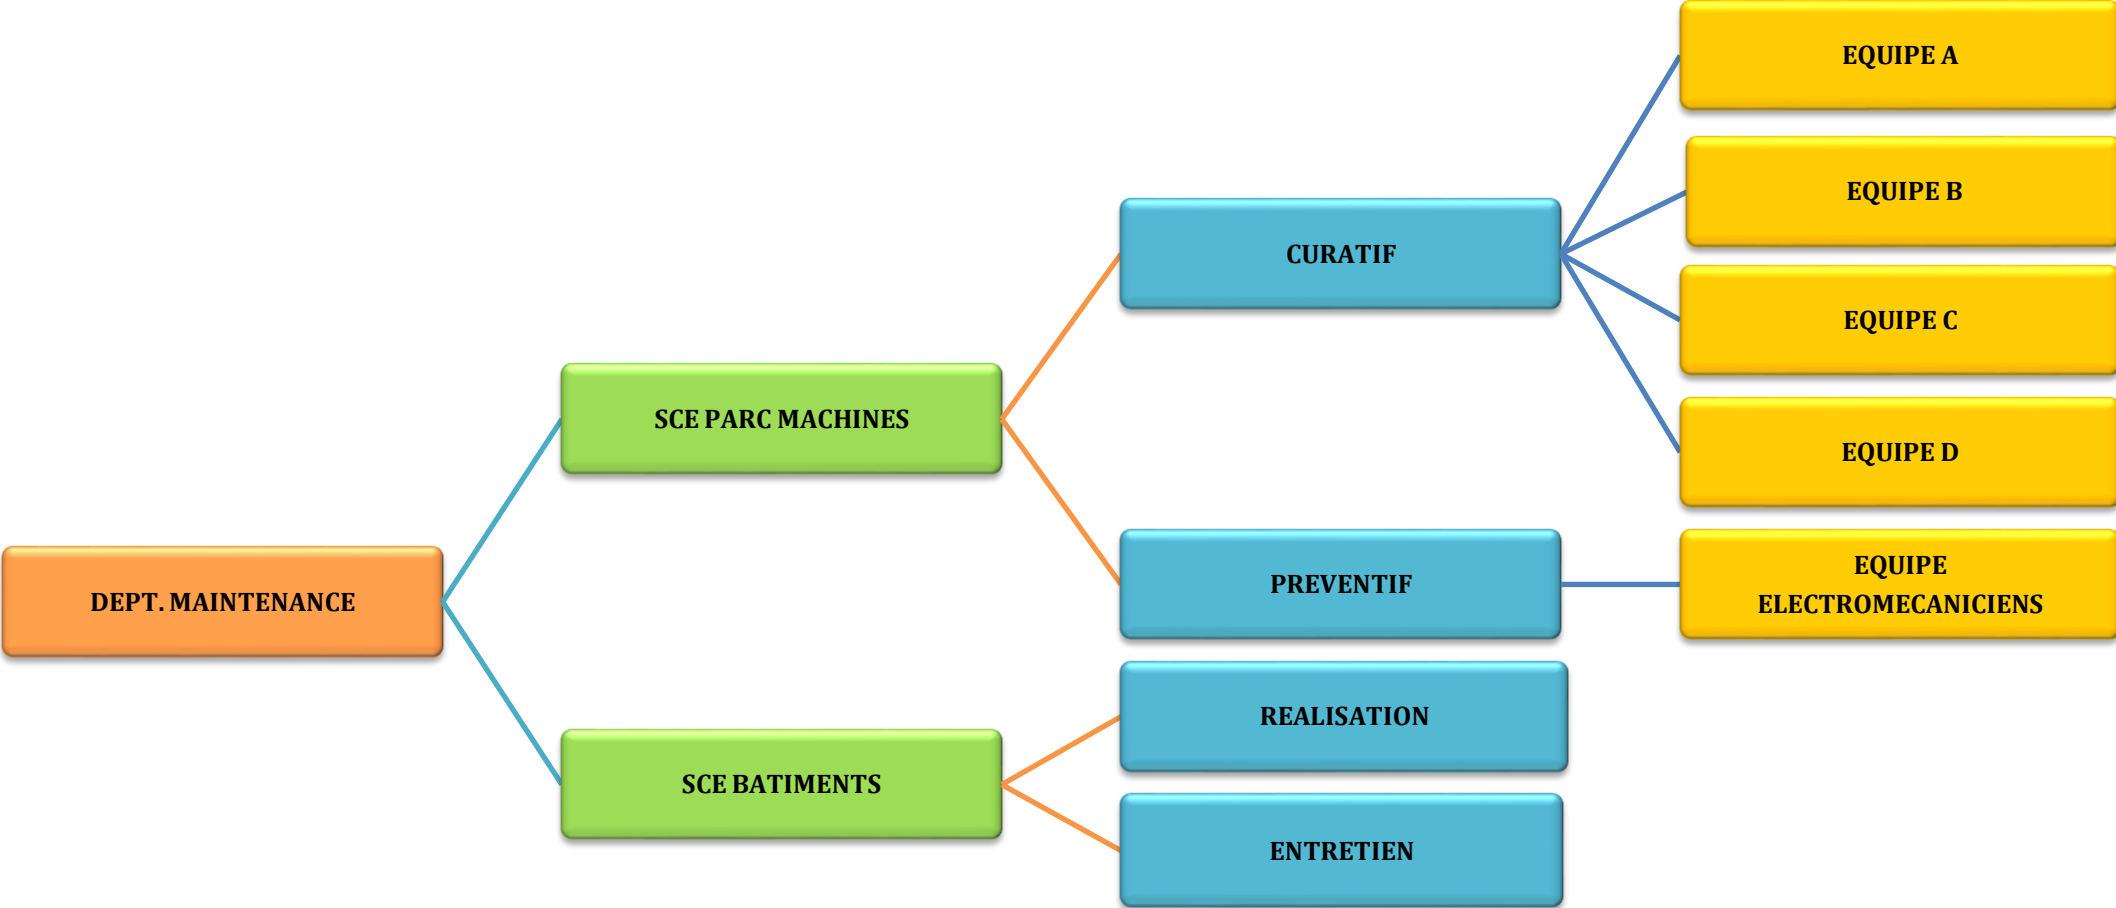 EQUIPE A
EQUIPE B
CURATIF
EQUIPE C
SCE PARC MACHINES
EQUIPE D
PREVENTIF
EQUIPE
ELECTROMECANICIENS
DEPT. MAINTENANCE
REALISATION
SCE BATIMENTS
ENTRETIEN